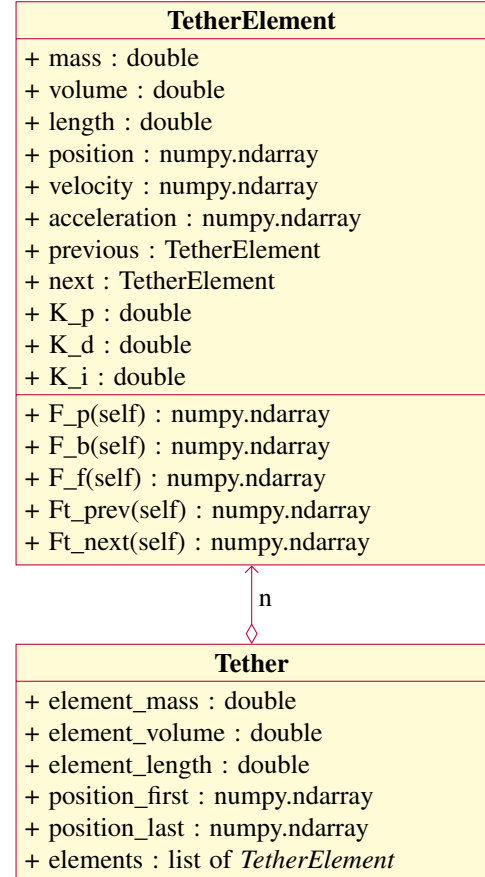 TetherElement
+ mass : double
+ volume : double
+ length : double
+ position : numpy.ndarray
+ velocity : numpy.ndarray
+ acceleration : numpy.ndarray
+ previous : TetherElement
+ next : TetherElement
+ K_p : double
+ K_d : double
+ K_i : double
+ F_p(self) : numpy.ndarray
+ F_b(self) : numpy.ndarray
+ F_f(self) : numpy.ndarray
+ Ft_prev(self) : numpy.ndarray
+ Ft_next(self) : numpy.ndarray
n
Tether
+ element_mass : double
+ element_volume : double
+ element_length : double
+ position_first : numpy.ndarray
+ position_last : numpy.ndarray
+ elements : list of TetherElement